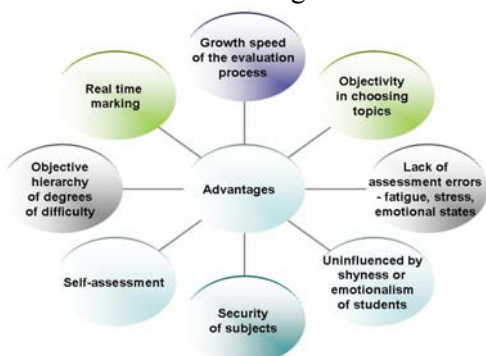 Growth speed
of the evaluation
process
Real time
marking
Objectivity
in choosing
topics
Objective
hierarchy
of degrees
of difficulty
Advantages
Lack of
assessment errors
- fatigue, stress,
emotional states
Self-assessment
Uninfluenced by
shyness or
emotionalism
of students
Security
of subjects